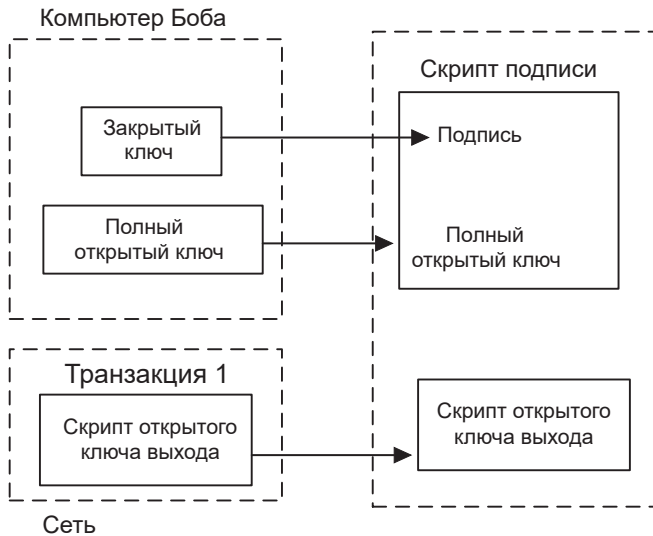 Компьютер Боба
Закрытый
ключ
Полный
открытый ключ
Скрипт подписи
Подпись
Полный
открытый ключ
Транзакция 1
Скрипт открытого
ключа выхода
Скрипт открытого
ключа выхода
Сеть